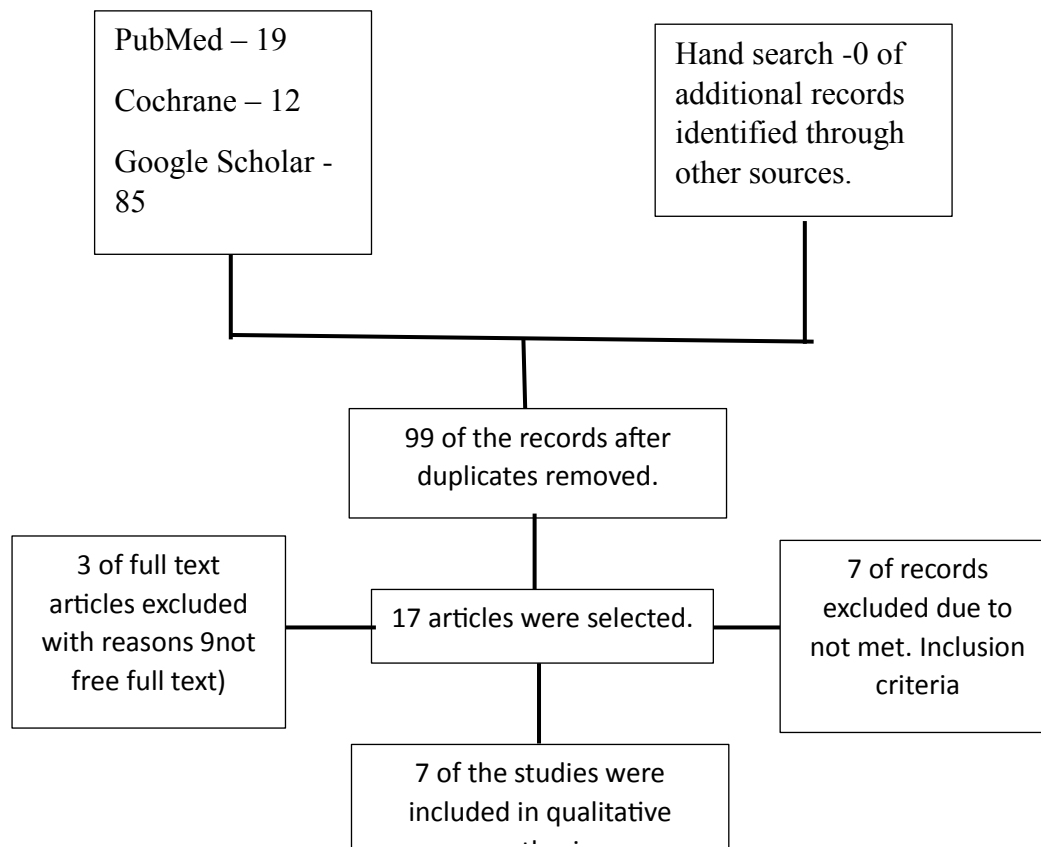 PubMed – 19
Cochrane – 12
Google Scholar -
85
Hand search -0 of
additional records
identified through
other sources.
99 of the records after
duplicates removed.
3 of full text
articles excluded
with reasons 9not
free full text)
17 articles were selected.
7 of records
excluded due to
not met. Inclusion
criteria
7 of the studies were
included in qualitative